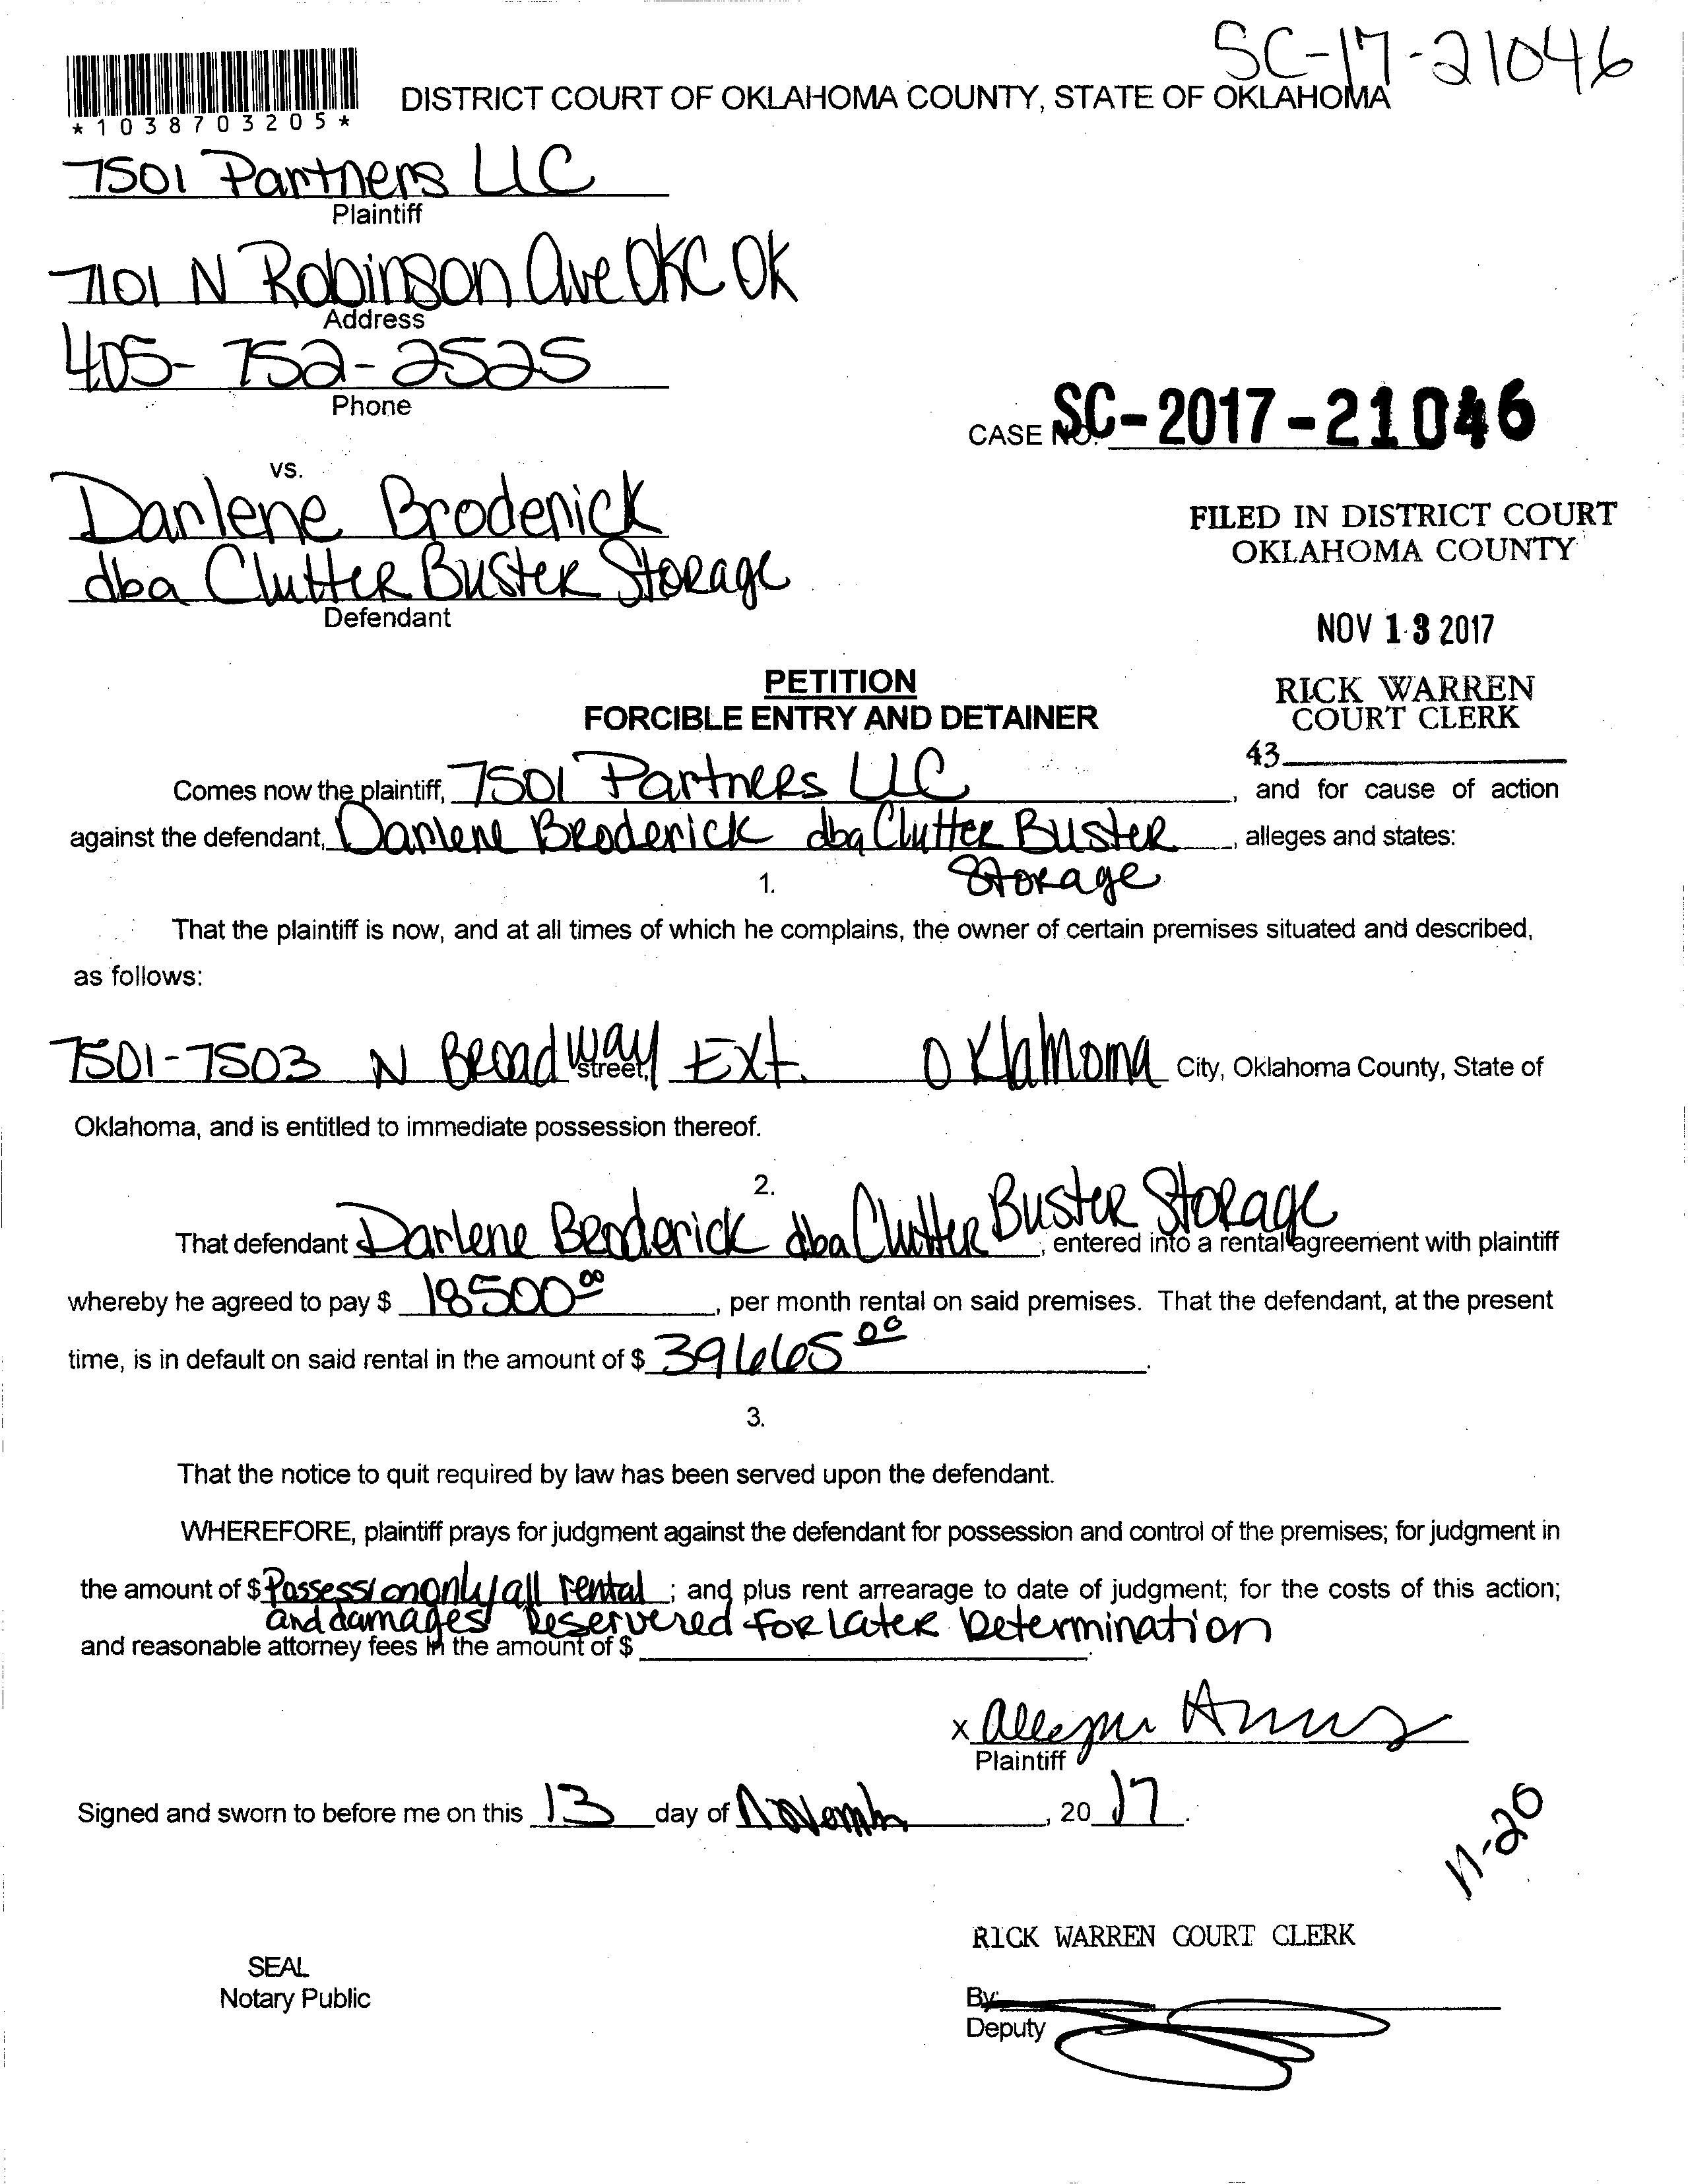 SC-17-21046
*1038703205*
DISTRICT COURT OF OKLAHOMA COUNTY, STATE OF OKLAHOMA
7501 Partners LLC
Plaintiff
7101 N Robinson Ave OKC OK
Address
405-752-2525
Phone
CASE NO. SC-2017-21046
vs.
Darlene Broderick
dba Clutter Buster Storage
Defendant
FILED IN DISTRICT COURT
OKLAHOMA COUNTY
NOV 13 2017
RICK WARREN
COURT CLERK
43
PETITION
FORCIBLE ENTRY AND DETAINER
Comes now the plaintiff, 7501 Partners LLC, and for cause of action
against the defendant, Darlene Broderick dba Clutter Buster, alleges and states:
Storage
1.
That the plaintiff is now, and at all times of which he complains, the owner of certain premises situated and described,
as follows:
7501-7503 N Broadway Ext. Oklahoma City, Oklahoma County, State of
street,
Oklahoma, and is entitled to immediate possession thereof.
2.
That defendant Darlene Broderick dba Clutter Buster Storage, entered into a rental agreement with plaintiff
whereby he agreed to pay $ 18500.00, per month rental on said premises. That the defendant, at the present
time, is in default on said rental in the amount of $ 39665 00.
3.
That the notice to quit required by law has been served upon the defendant.
WHEREFORE, plaintiff prays for judgment against the defendant for possession and control of the premises; for judgment in
the amount of $ Possession only/all rental; and plus rent arrearage to date of judgment; for the costs of this action;
and damages Reservered for Later Determination
and reasonable attorney fees in the amount of $ .
x
Plaintiff
Signed and sworn to before me on this 13 day of Novemb, 2017.
11-20
RICK WARREN COURT CLERK
SEAL
Notary Public
By:
Deputy